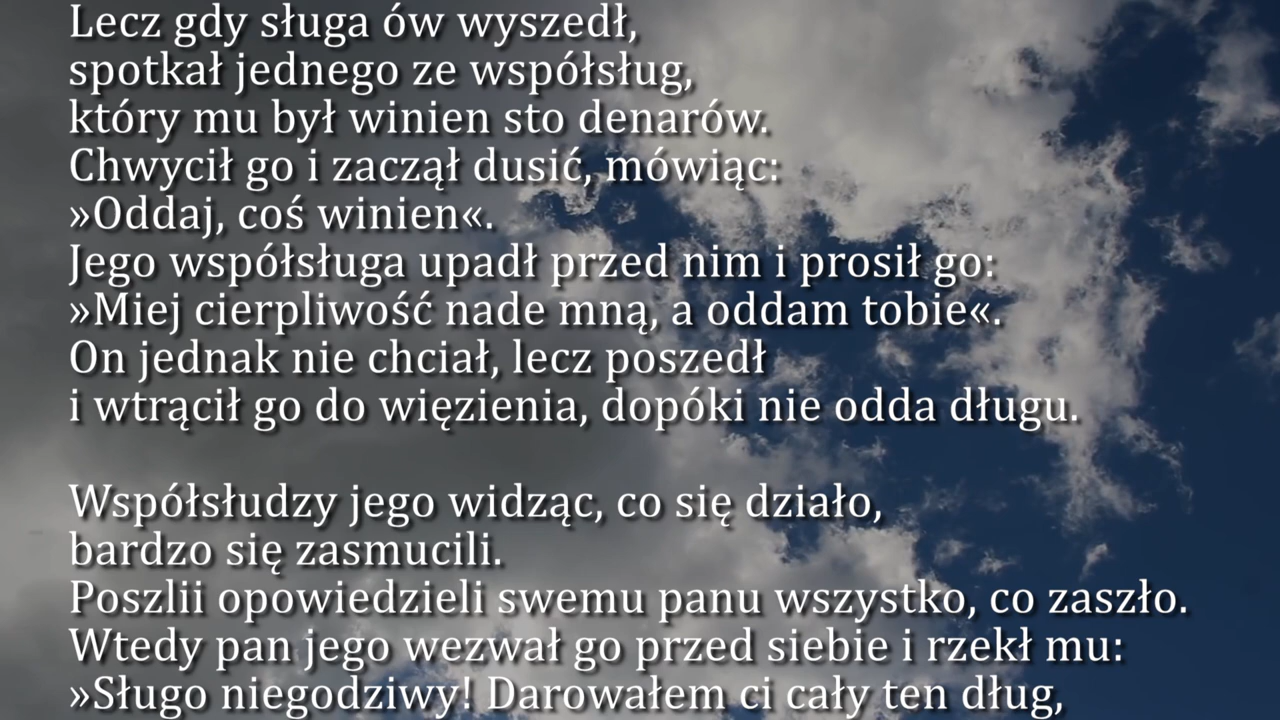 Lecz gdy sługa ów wyszedł,
spotkał jednego ze współsług,
który mu był winien sto denarów.
Chwycił go i zaczął dusić, mówiąc:
»Oddaj, coś winien«.
Jego współsługa upadł przed nim i prosił go:
»Miej cierpliwość nade mną, a oddam tobie«.
On jednak nie chciał, lecz poszedł
i wtrącił go do więzienia, dopóki nie odda długu.
Współsłudzy jego widząc, co się działo,
bardzo się zasmucili.
Poszlii opowiedzieli swemu panu wszystko, co zaszło.
Wtedy pan jego wezwał go przed siebie i rzekł mu:
»Sługo niegodziwy! Darowałem ci cały ten dług,